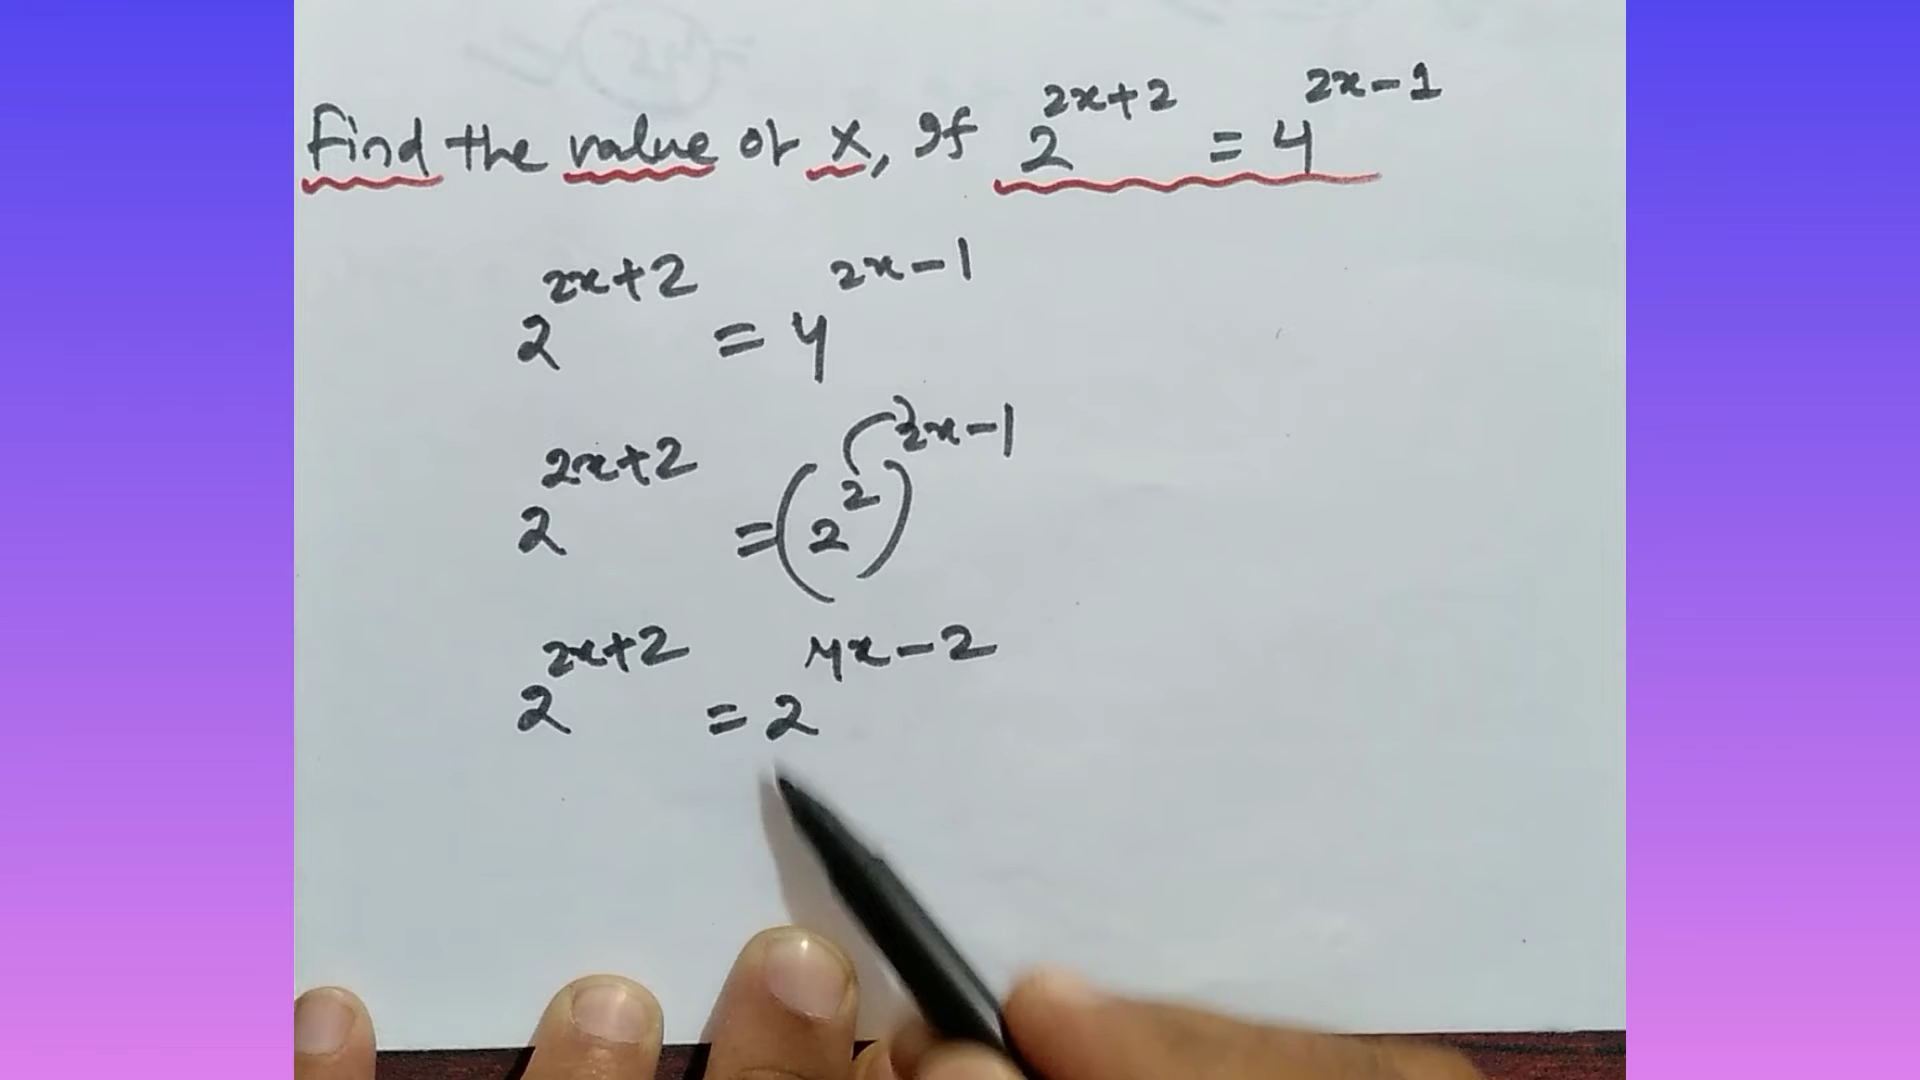 Find the value of x, If 2^{2x+2} = 4^{2x-1}
2^{2x+2} = 4^{2x-1}
2^{2x+2} = (2^2)^{2x-1}
2^{2x+2} = 2^{4x-2}